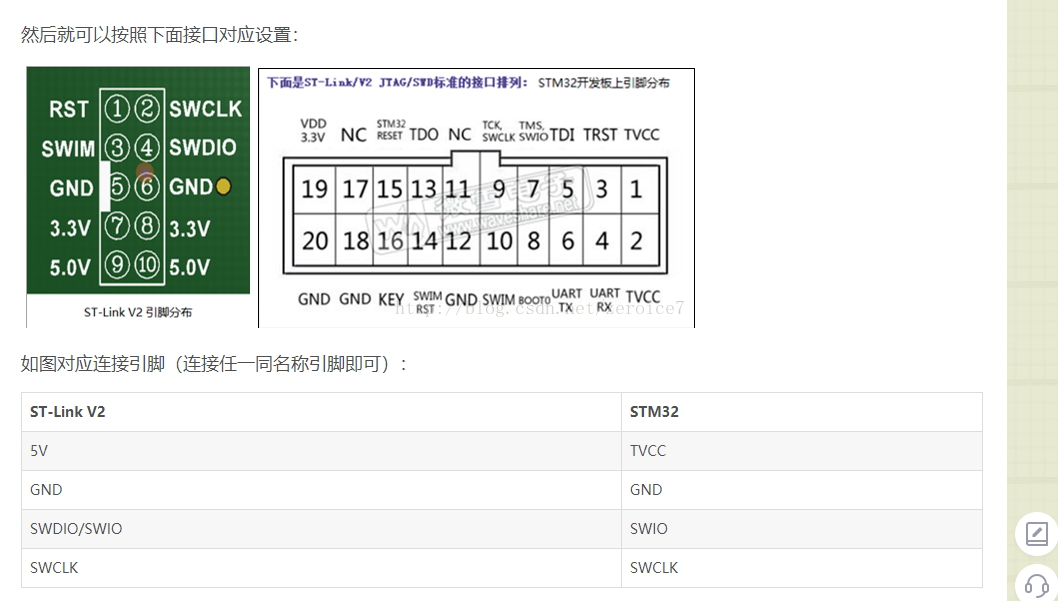 然后就可以按照下面接口对应设置：
RST ① ② SWCLK
SWIM ③ ④ SWDIO
GND ⑤ ⑥ GND
3.3V ⑦ ⑧ 3.3V
5.0V ⑨ ⑩ 5.0V
ST-Link V2 引脚分布
下面是ST-Link/V2 JTAG/SWD标准的接口排列： STM32开发板上引脚分布
VDD 3.3V NC STM32 RESET TDO NC TCK, SWCLK TMS, SWIO TDI TRST TVCC
19 17 15 13 11 9 7 5 3 1
20 18 16 14 12 10 8 6 4 2
GND GND KEY SWIM RST GND SWIM BOOT0 UART TX UART RX TVCC
www.waveshare.net
http://blog.csdn.net/zeroice7
如图对应连接引脚（连接任一同名称引脚即可）：
ST-Link V2 STM32
5V TVCC
GND GND
SWDIO/SWIO SWIO
SWCLK SWCLK